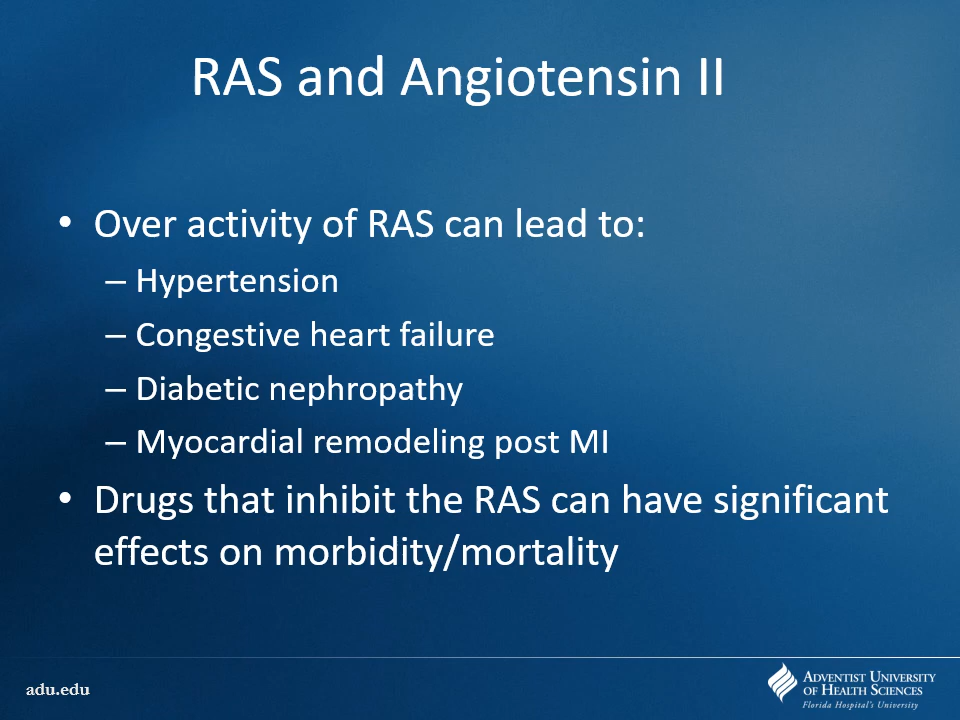 RAS and Angiotensin II
• Over activity of RAS can lead to:
– Hypertension
– Congestive heart failure
– Diabetic nephropathy
– Myocardial remodeling post MI
• Drugs that inhibit the RAS can have significant
effects on morbidity/mortality
adu.edu
Adventist University
of Health Sciences
Florida Hospital's University